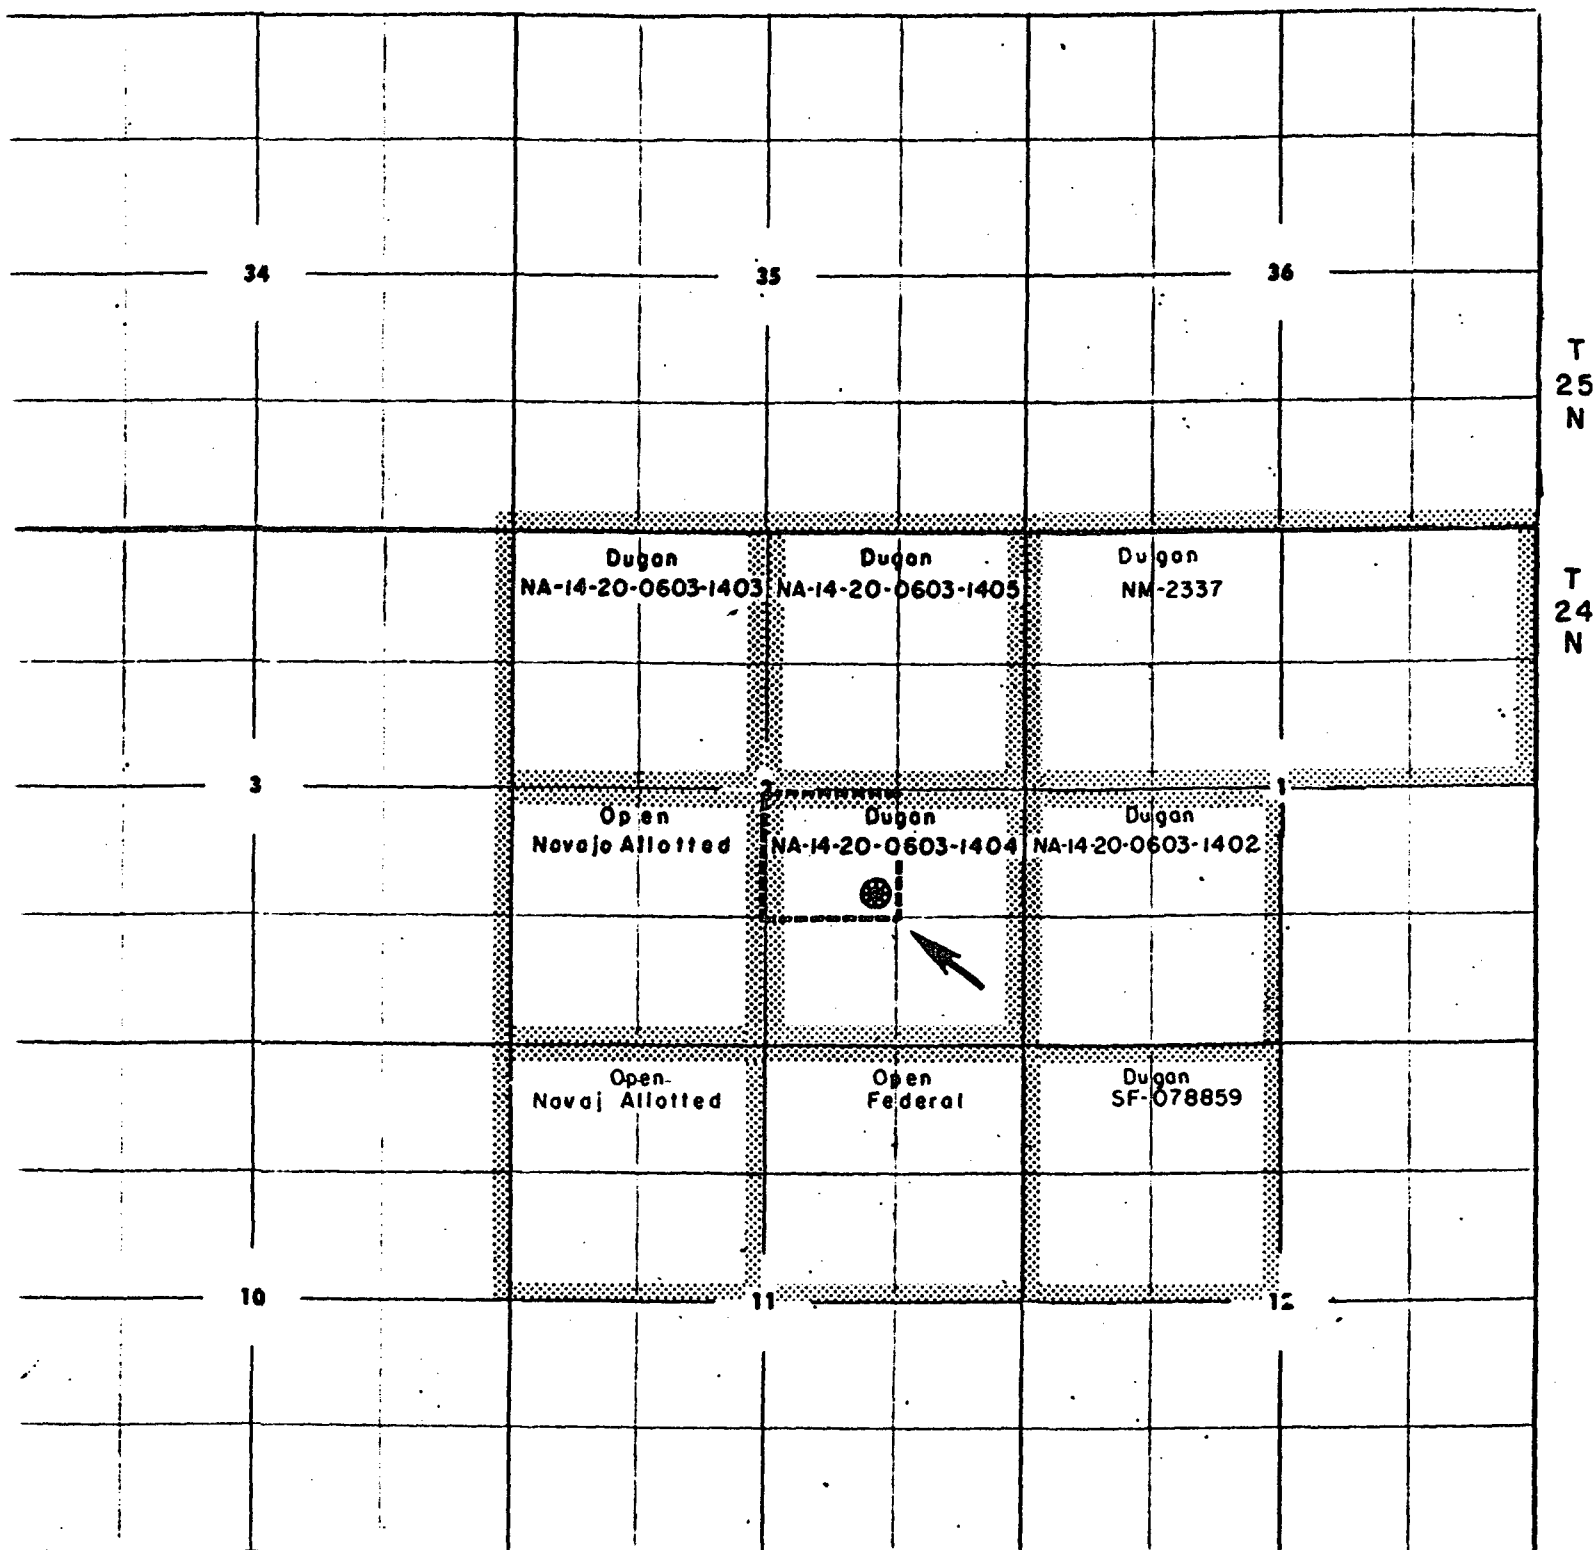 34
35
36
T
25
N
Dugan
NA-14-20-0603-1403
Dugan
NA-14-20-0603-1405
Dugan
NM-2337
T
24
N
3
2
1
Open
Navajo Allotted
Dugan
NA-14-20-0603-1404
Dugan
NA-14-20-0603-1402
Open
Navaj Allotted
Open
Federal
Dugan
SF-078859
10
11
12